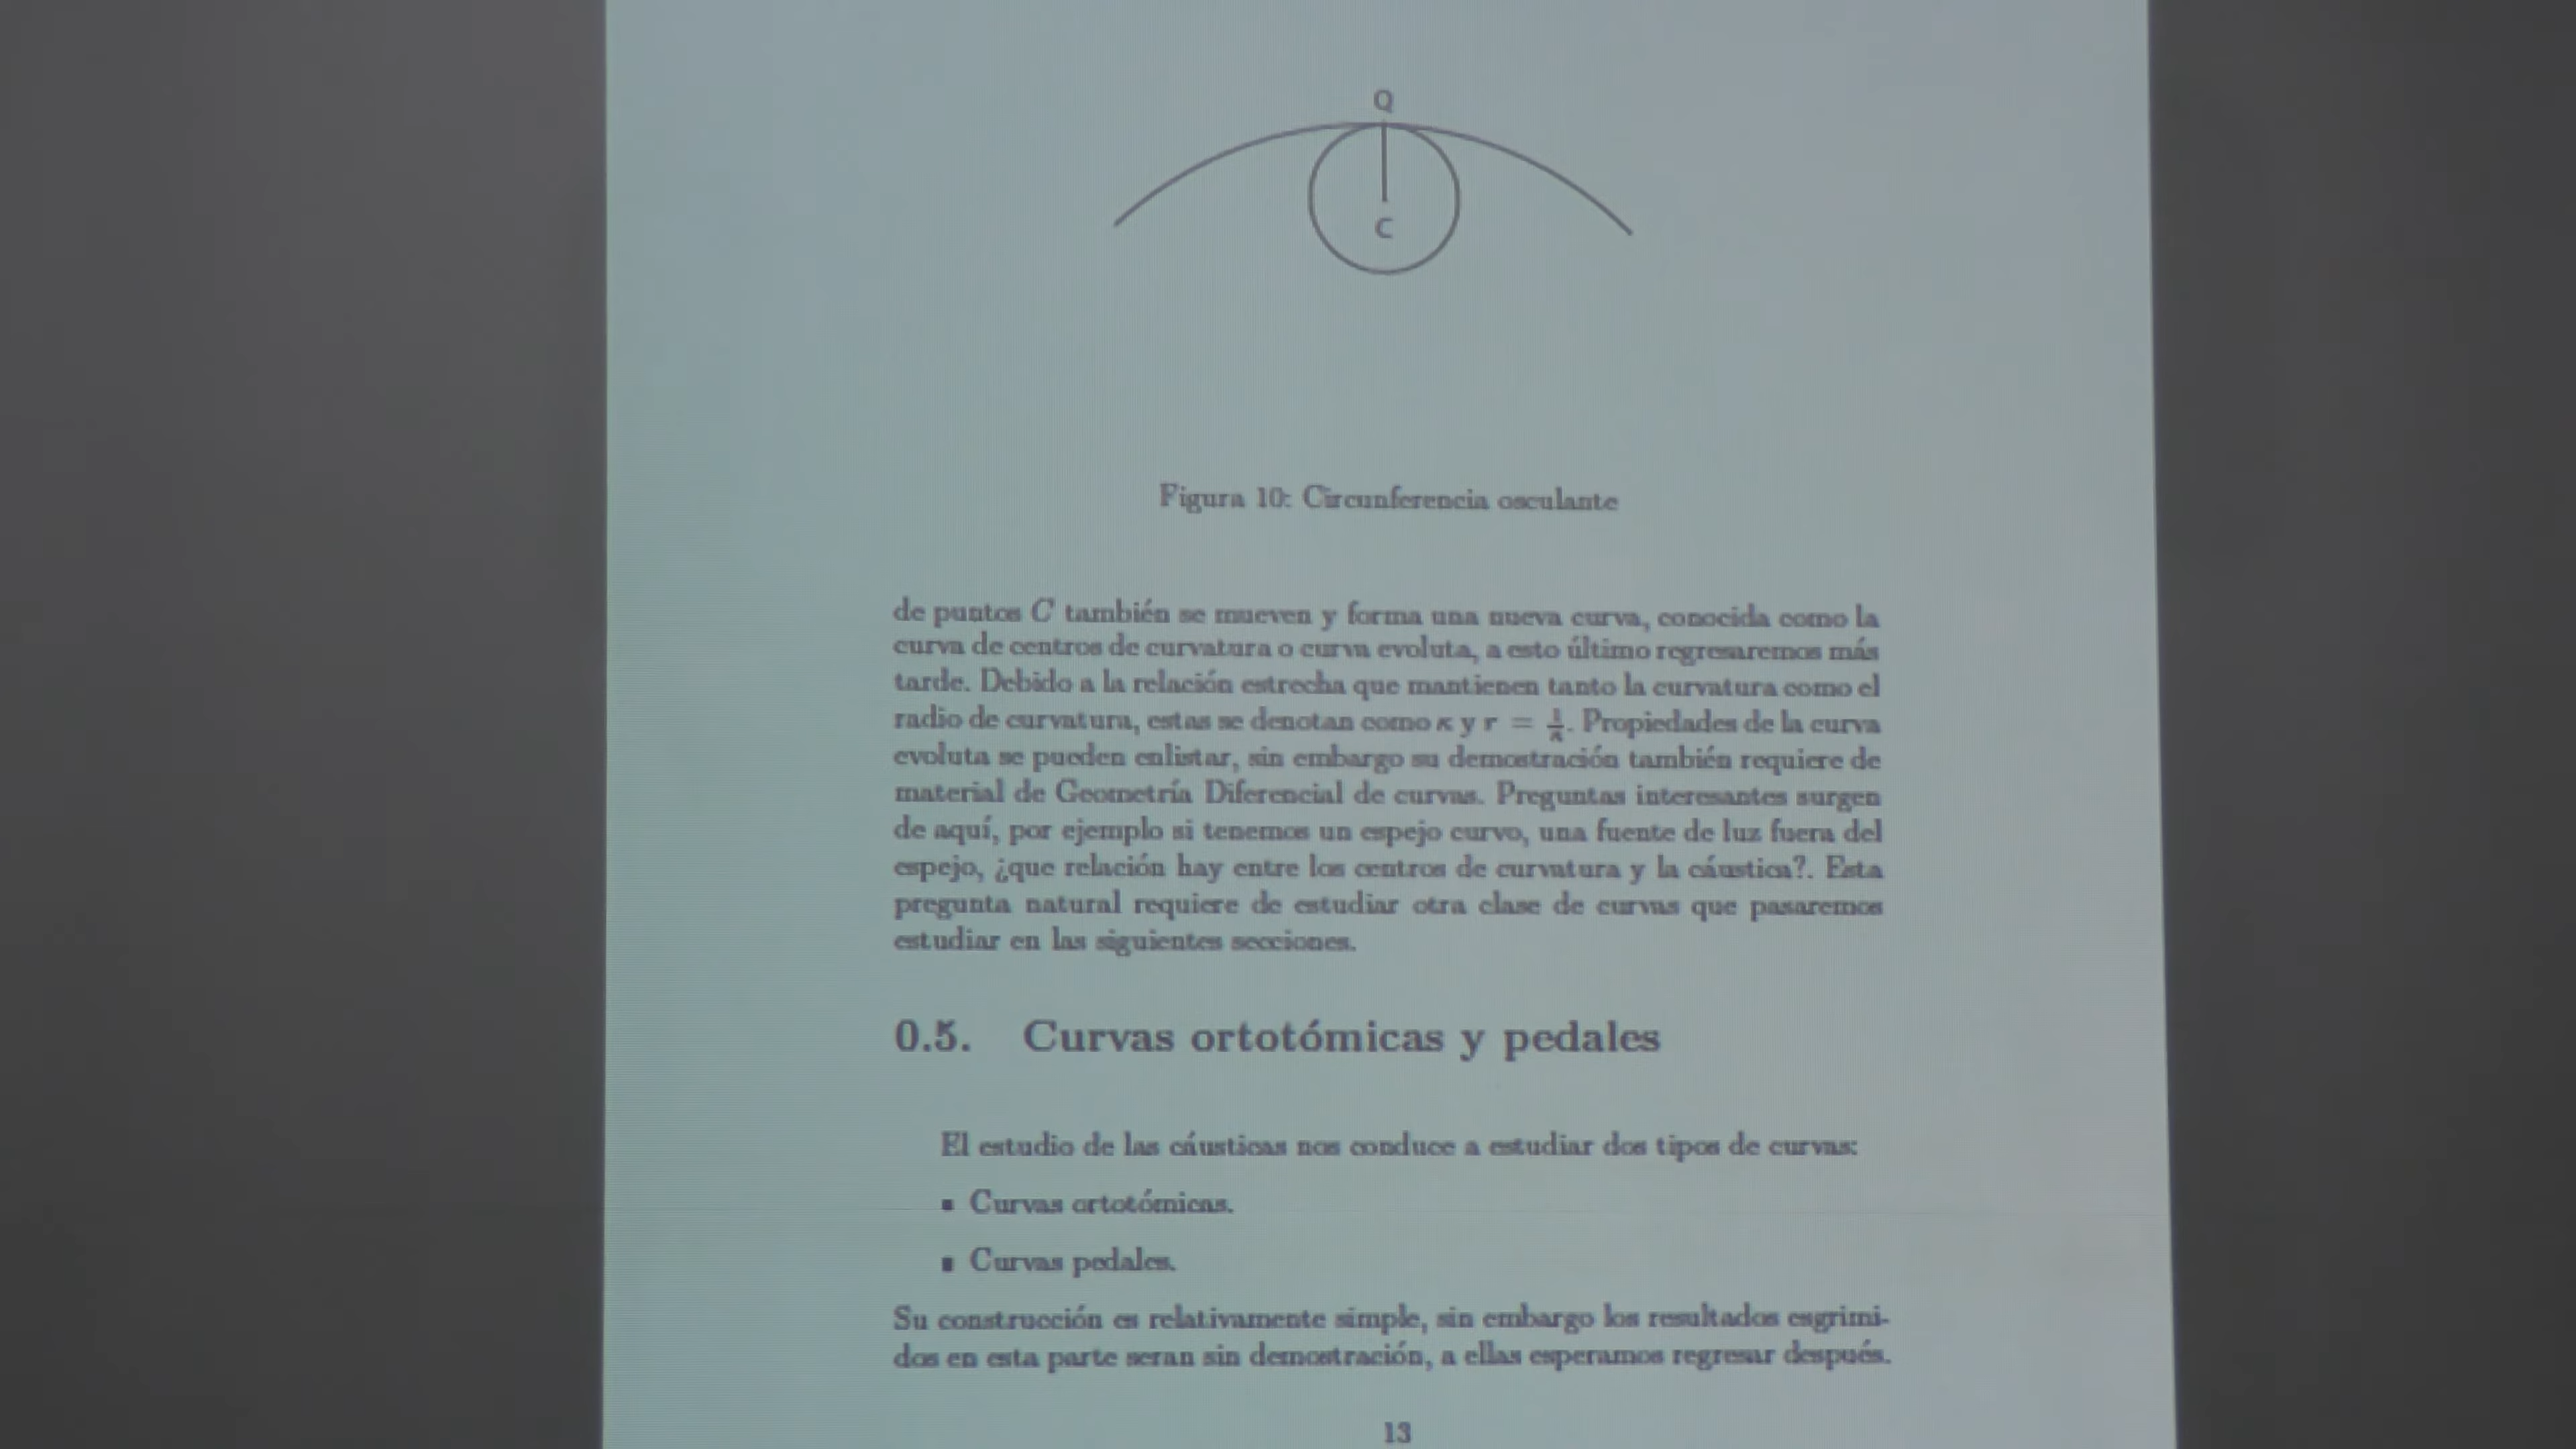 Q
C
Figura 10: Circunferencia osculante
de puntos C también se mueven y forma una nueva curva, conocida como la
curva de centros de curvatura o curva evoluta, a esto último regresaremos más
tarde. Debido a la relación estrecha que mantienen tanto la curvatura como el
radio de curvatura, estas se denotan como κ y r = 1/κ. Propiedades de la curva
evoluta se pueden enlistar, sin embargo su demostración también requiere de
material de Geometría Diferencial de curvas. Preguntas interesantes surgen
de aquí, por ejemplo si tenemos un espejo curvo, una fuente de luz fuera del
espejo, ¿que relación hay entre los centros de curvatura y la cáustica?. Esta
pregunta natural requiere de estudiar otra clase de curvas que pasaremos
estudiar en las siguientes secciones.
0.5. Curvas ortotómicas y pedales
El estudio de las cáusticas nos conduce a estudiar dos tipos de curvas:
▪ Curvas ortotómicas.
▪ Curvas pedales.
Su construcción es relativamente simple, sin embargo los resultados esgrimi-
dos en esta parte seran sin demostración, a ellas esperamos regresar después.
13